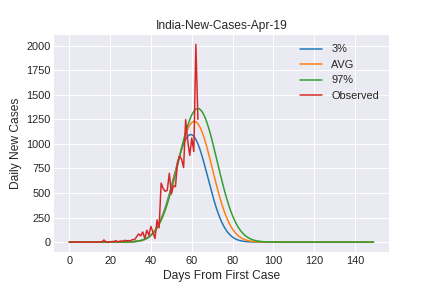 India-New-Cases-Apr-19
3%
AVG
97%
Observed
Daily New Cases
2000
1750
1500
1250
1000
750
500
250
0
0 20 40 60 80 100 120 140
Days From First Case